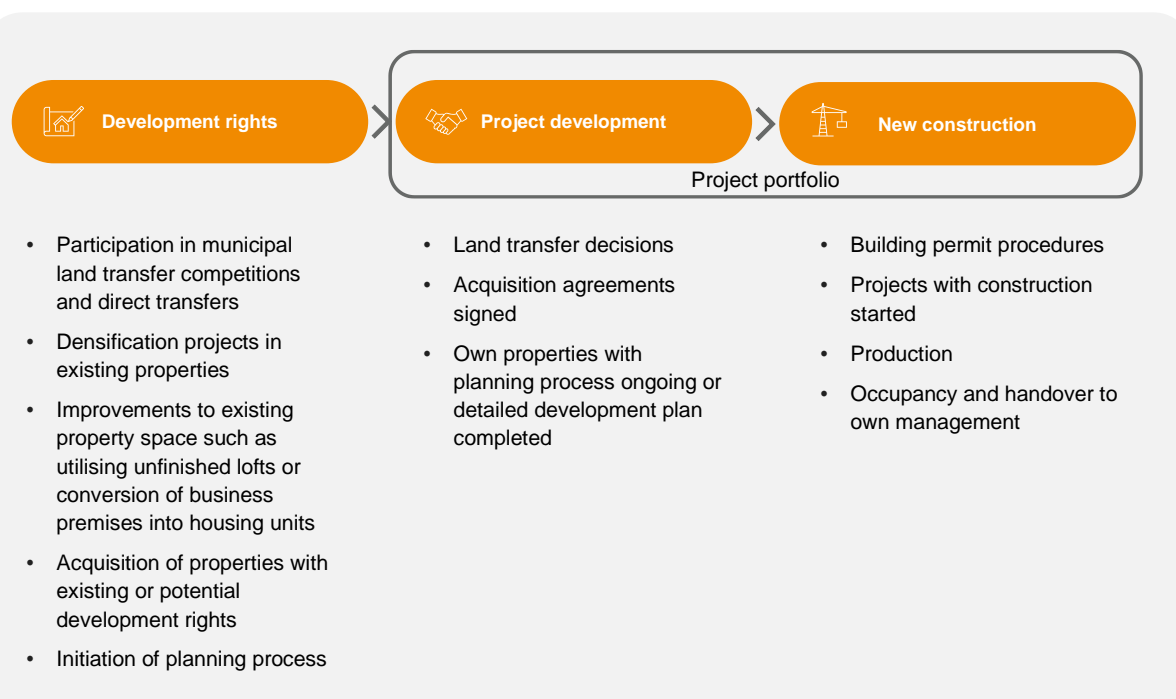 Development rights
Project development
New construction
Project portfolio
• Participation in municipal
land transfer competitions
and direct transfers
• Densification projects in
existing properties
• Improvements to existing
property space such as
utilising unfinished lofts or
conversion of business
premises into housing units
• Acquisition of properties with
existing or potential
development rights
• Initiation of planning process
• Land transfer decisions
• Acquisition agreements
signed
• Own properties with
planning process ongoing or
detailed development plan
completed
• Building permit procedures
• Projects with construction
started
• Production
• Occupancy and handover to
own management